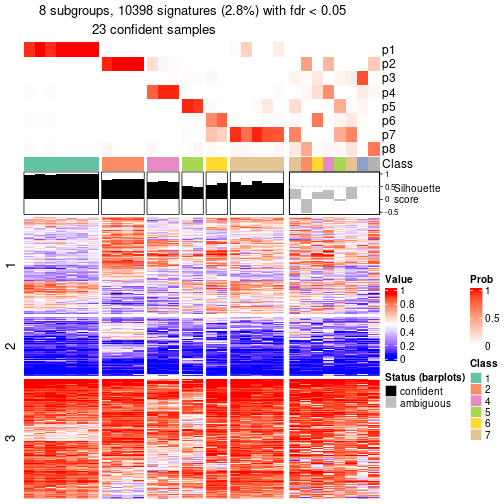 8 subgroups, 10398 signatures (2.8%) with fdr < 0.05
23 confident samples
p1
p2
p3
p4
p5
p6
p7
p8
Class
1
0.5
0
-0.5
Silhouette
score
1
2
3
Value
1
0.8
0.6
0.4
0.2
0
Status (barplots)
confident
ambiguous
Prob
1
0.5
0
Class
1
2
4
5
6
7